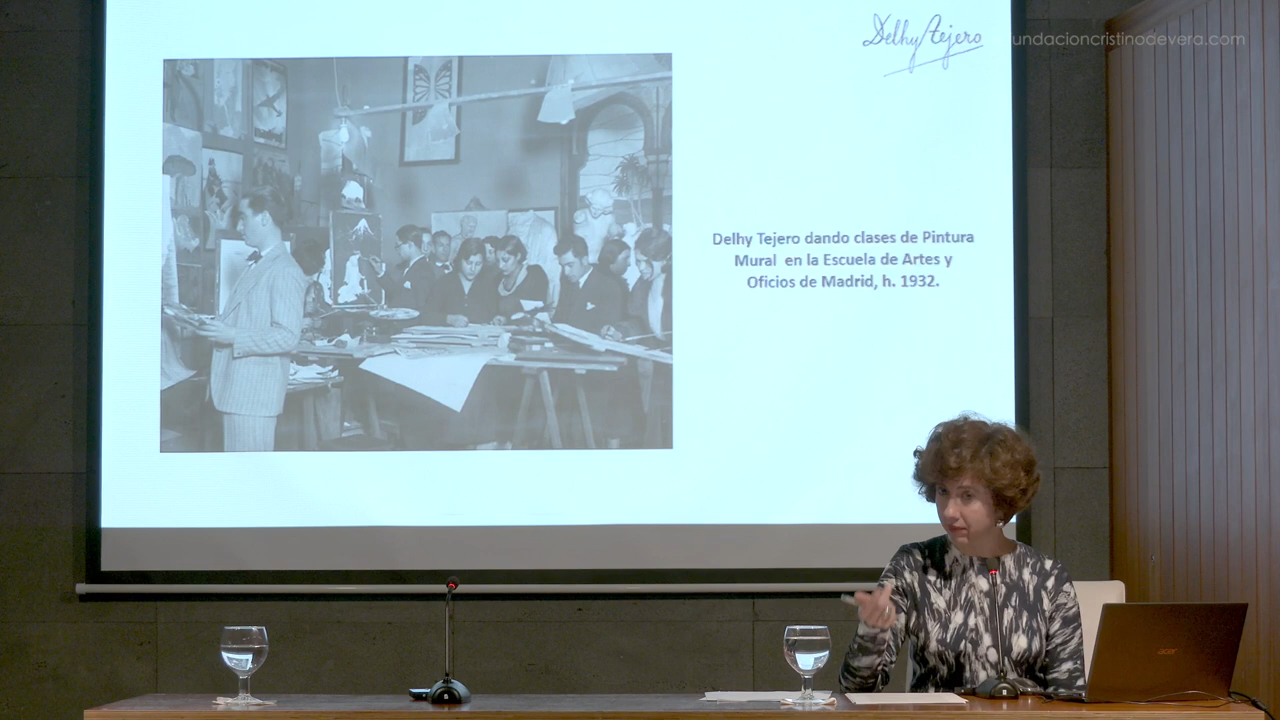 Delhy Tejero
undacioncristinodevera.com
Delhy Tejero dando clases de Pintura
Mural en la Escuela de Artes y
Oficios de Madrid, h. 1932.
acer